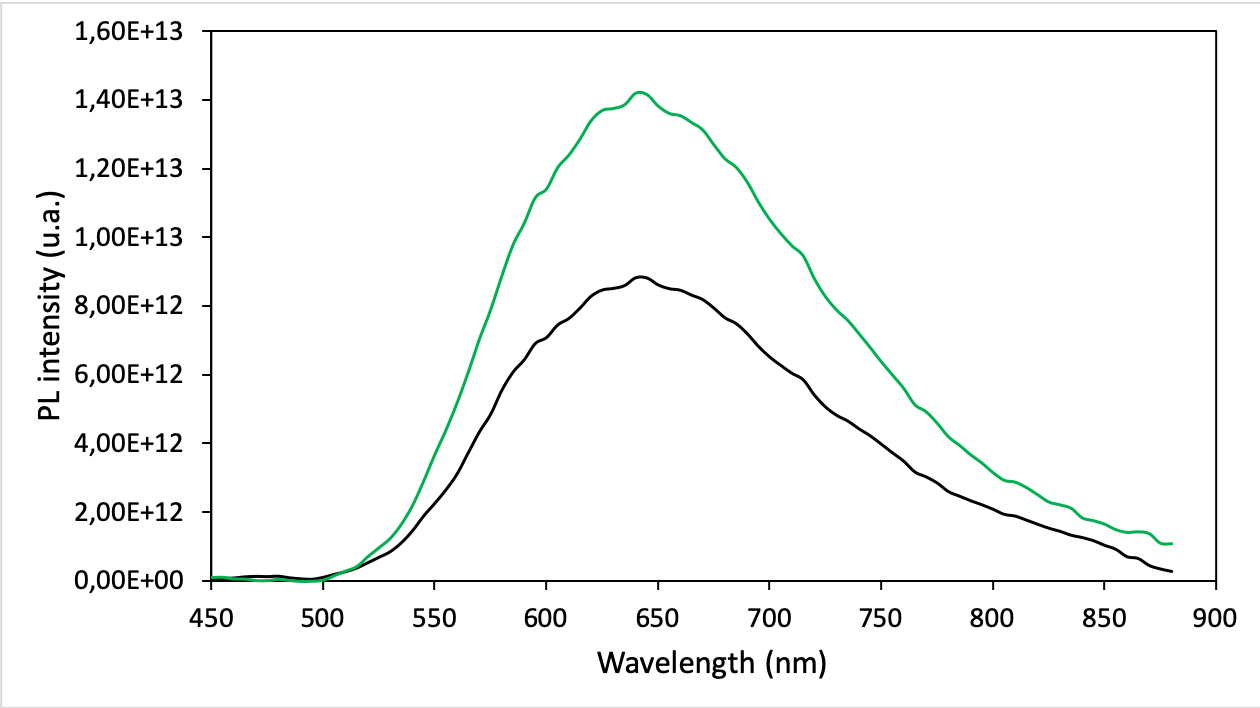 1,60E+13
1,40E+13
1,20E+13
1,00E+13
8,00E+12
6,00E+12
4,00E+12
2,00E+12
0,00E+00
PL intensity (u.a.)
450 500 550 600 650 700 750 800 850 900
Wavelength (nm)